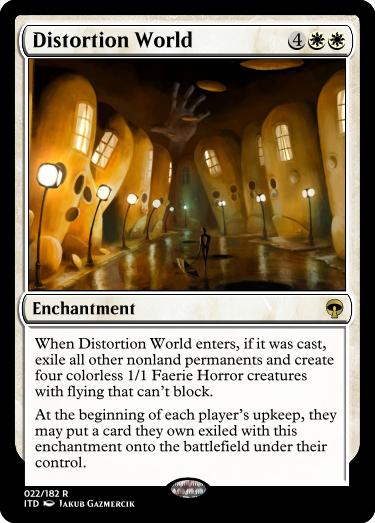 Distortion World 4
Enchantment
When Distortion World enters, if it was cast,
exile all other nonland permanents and create
four colorless 1/1 Faerie Horror creatures
with flying that can't block.
At the beginning of each player's upkeep, they
may put a card they own exiled with this
enchantment onto the battlefield under their
control.
022/182 R
ITD JAKUB GAZMERCIK